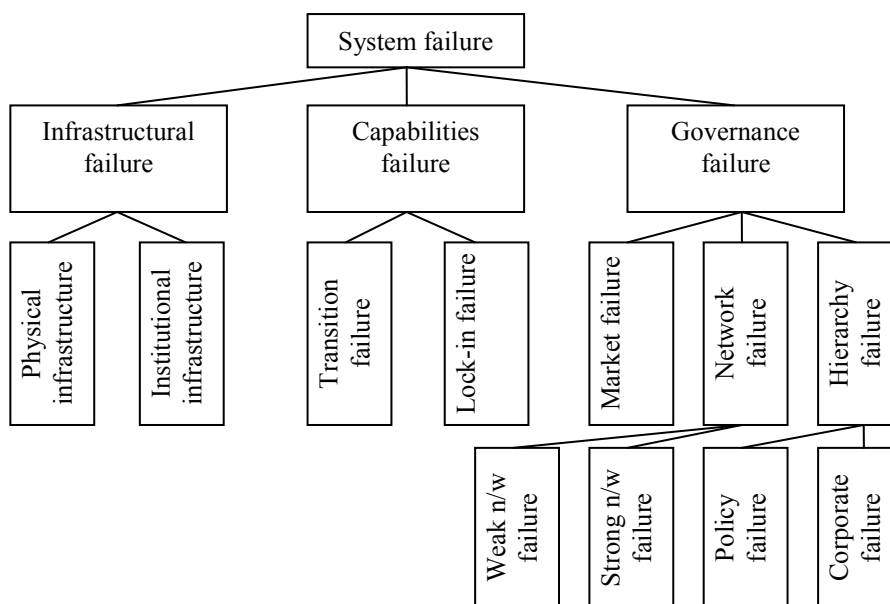 System failure
Infrastructural
failure
Capabilities
failure
Governance
failure
Physical
infrastructure
Institutional
infrastructure
Transition
failure
Lock-in failure
Market failure
Network
failure
Hierarchy
failure
Weak n/w
failure
Strong n/w
failure
Policy
failure
Corporate
failure